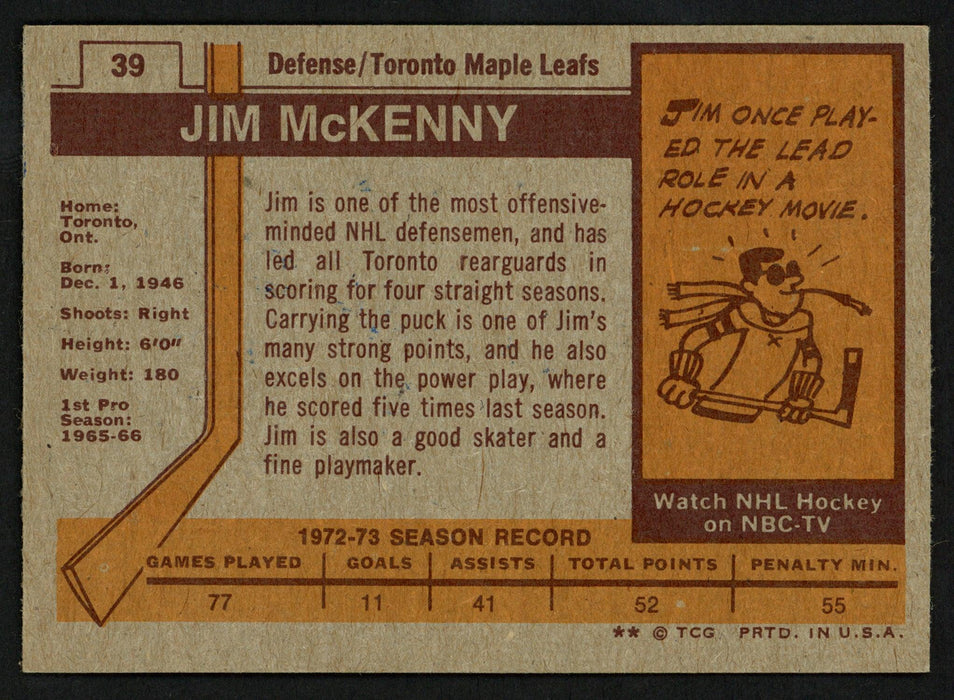 39
Defense/Toronto Maple Leafs
JIM McKENNY
Home:
Toronto,
Ont.
Born:
Dec. 1, 1946
Shoots: Right
Height: 6'0"
Weight: 180
1st Pro
Season:
1965-66
Jim is one of the most offensive-
minded NHL defensemen, and has
led all Toronto rearguards in
scoring for four straight seasons.
Carrying the puck is one of Jim's
many strong points, and he also
excels on the power play, where
he scored five times last season.
Jim is also a good skater and a
fine playmaker.
JIM ONCE PLAY-
ED THE LEAD
ROLE IN A
HOCKEY MOVIE.
Watch NHL Hockey
on NBC-TV
1972-73 SEASON RECORD
GAMES PLAYED GOALS ASSISTS TOTAL POINTS PENALTY MIN.
77 11 41 52 55
** © TCG PRTD. IN U.S.A.